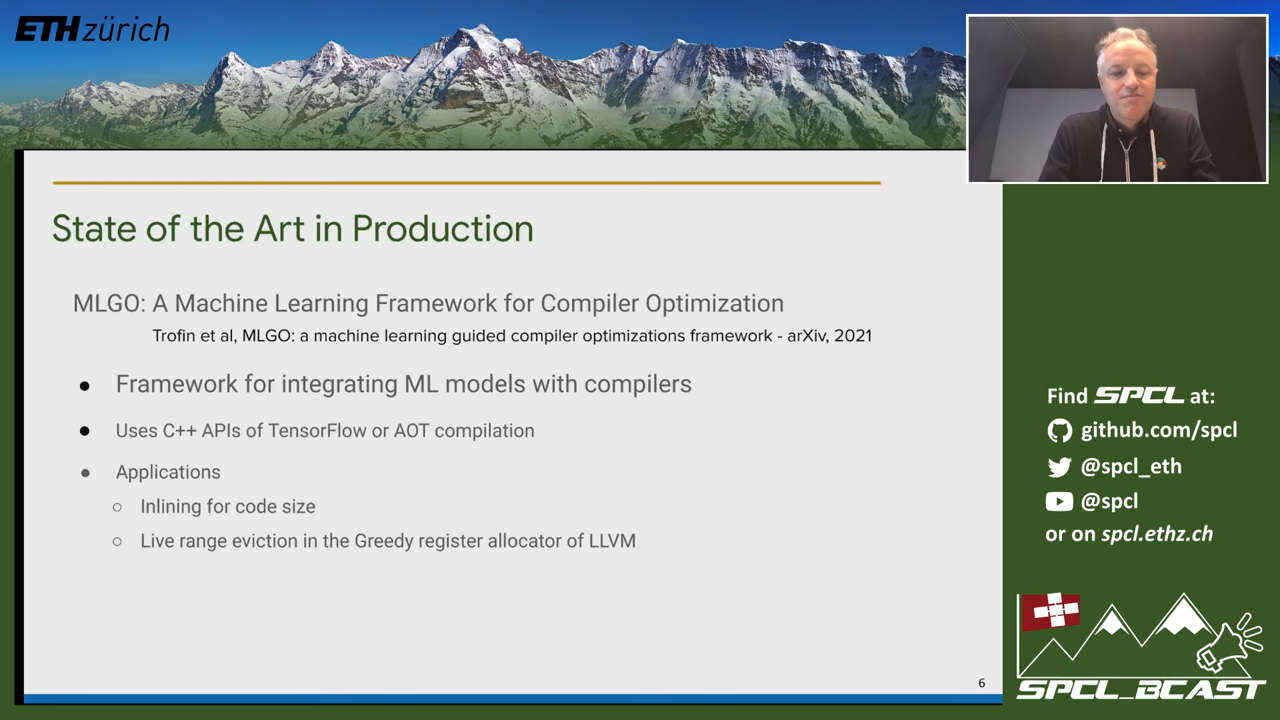 ETH zürich
State of the Art in Production
MLGO: A Machine Learning Framework for Compiler Optimization
Trofin et al, MLGO: a machine learning guided compiler optimizations framework - arXiv, 2021
● Framework for integrating ML models with compilers
● Uses C++ APIs of TensorFlow or AOT compilation
● Applications
○ Inlining for code size
○ Live range eviction in the Greedy register allocator of LLVM
6
Find SPCL at:
github.com/spcl
@spcl_eth
@spcl
or on spcl.ethz.ch
SPCL_BCAST